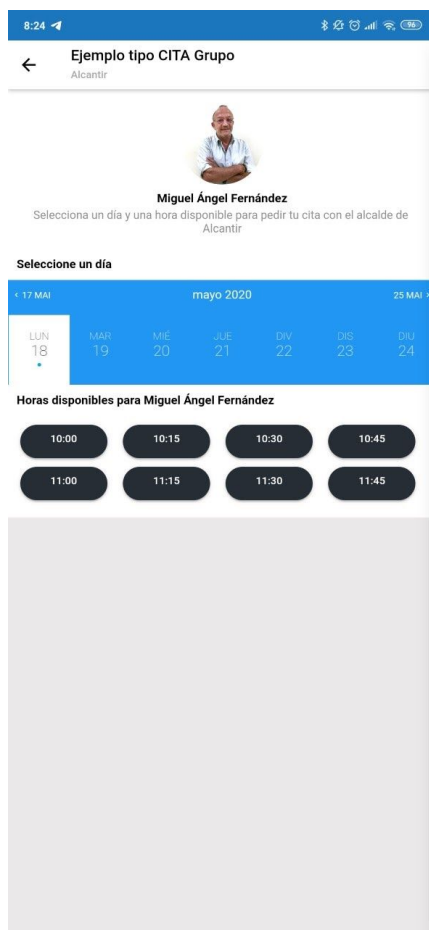 8:24
96
Ejemplo tipo CITA Grupo
Alcantir
Miguel Ángel Fernández
Selecciona un día y una hora disponible para pedir tu cita con el alcalde de
Alcantir
Seleccione un día
< 17 MAI mayo 2020 25 MAI >
LUN MAR MIÉ JUE DIV DIS DIU
18 19 20 21 22 23 24
Horas disponibles para Miguel Ángel Fernández
10:00 10:15 10:30 10:45
11:00 11:15 11:30 11:45